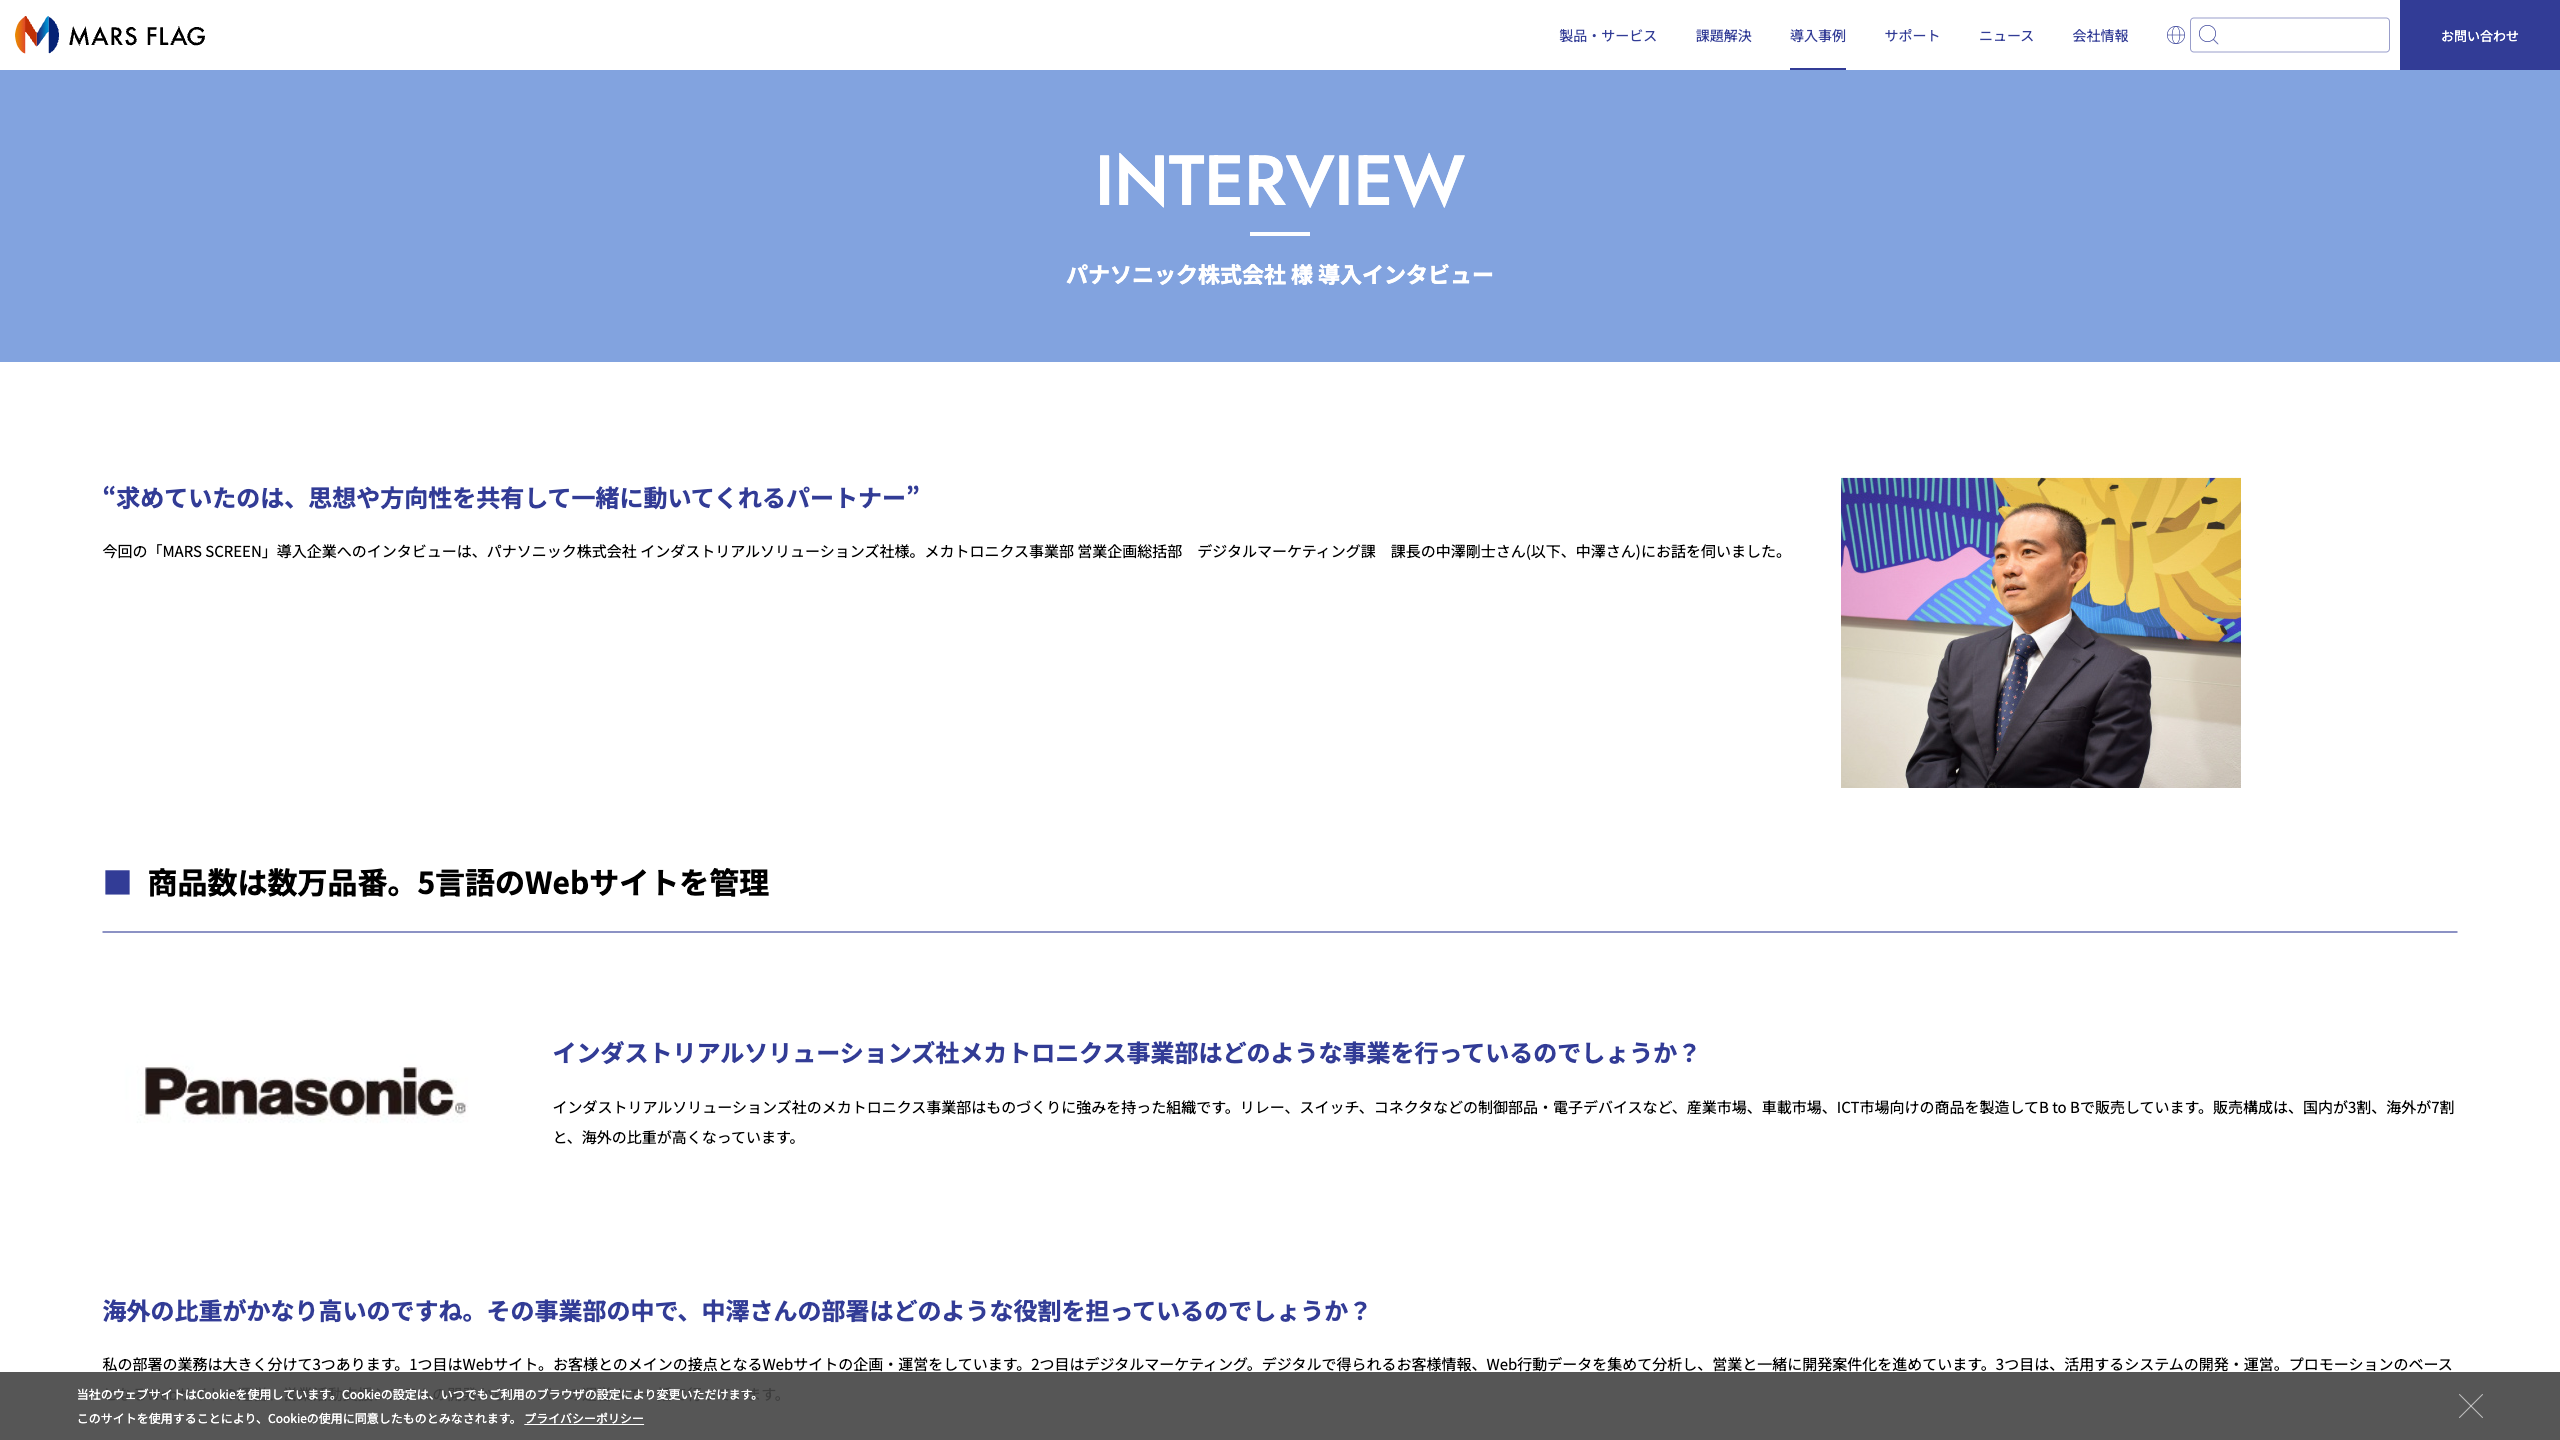 MARS FLAG
製品・サービス
課題解決
導入事例
サポート
ニュース
会社情報
お問い合わせ
INTERVIEW
パナソニック株式会社 様 導入インタビュー
“求めていたのは、思想や方向性を共有して一緒に動いてくれるパートナー”
今回の「MARS SCREEN」導入企業へのインタビューは、パナソニック株式会社 インダストリアルソリューションズ社様。メカトロニクス事業部 営業企画総括部　デジタルマーケティング課　課長の中澤剛士さん(以下、中澤さん)にお話を伺いました。
■ 商品数は数万品番。5言語のWebサイトを管理
Panasonic®
インダストリアルソリューションズ社メカトロニクス事業部はどのような事業を行っているのでしょうか？
インダストリアルソリューションズ社のメカトロニクス事業部はものづくりに強みを持った組織です。リレー、スイッチ、コネクタなどの制御部品・電子デバイスなど、産業市場、車載市場、ICT市場向けの商品を製造してB to Bで販売しています。販売構成は、国内が3割、海外が7割
と、海外の比重が高くなっています。
海外の比重がかなり高いのですね。その事業部の中で、中澤さんの部署はどのような役割を担っているのでしょうか？
私の部署の業務は大きく分けて3つあります。1つ目はWebサイト。お客様とのメインの接点となるWebサイトの企画・運営をしています。2つ目はデジタルマーケティング。デジタルで得られるお客様情報、Web行動データを集めて分析し、営業と一緒に開発案件化を進めています。3つ目は、活用するシステムの開発・運営。プロモーションのベース
当社のウェブサイトはCookieを使用しています。Cookieの設定は、いつでもご利用のブラウザの設定により変更いただけます。
このサイトを使用することにより、Cookieの使用に同意したものとみなされます。 プライバシーポリシー